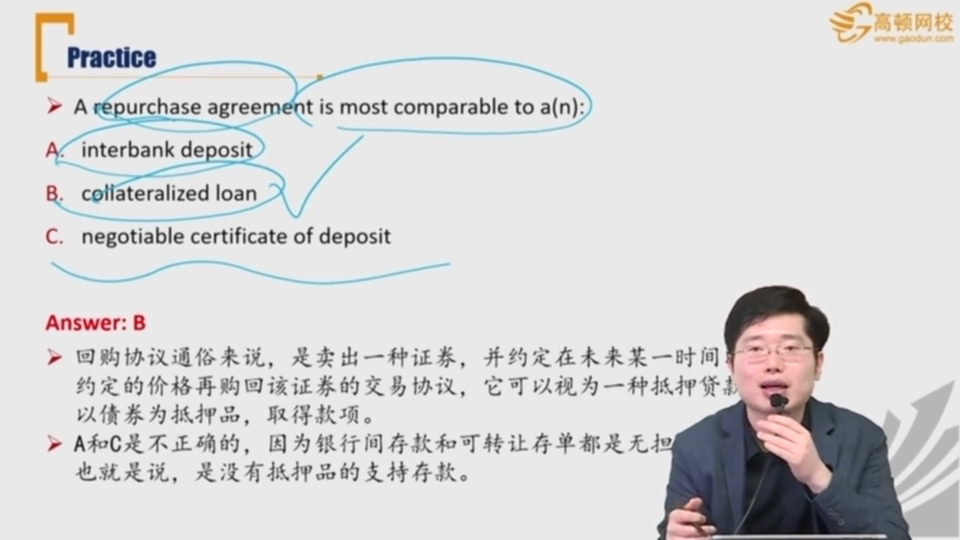 高顿网校
www.gaodun.com
Practice
A repurchase agreement is most comparable to a(n):
A. interbank deposit
B. collateralized loan
C. negotiable certificate of deposit
Answer: B
回购协议通俗来说，是卖出一种证券，并约定在未来某一时间
约定的价格再购回该证券的交易协议，它可以视为一种抵押贷款
以债券为抵押品，取得款项。
A和C是不正确的，因为银行间存款和可转让存单都是无担
也就是说，是没有抵押品的支持存款。